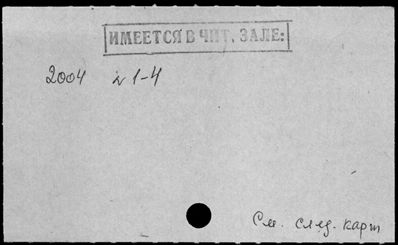 ИМЕЕТСЯ В ЧИТ. ЗАЛЕ:
2004 № 1-4
См. след. карт